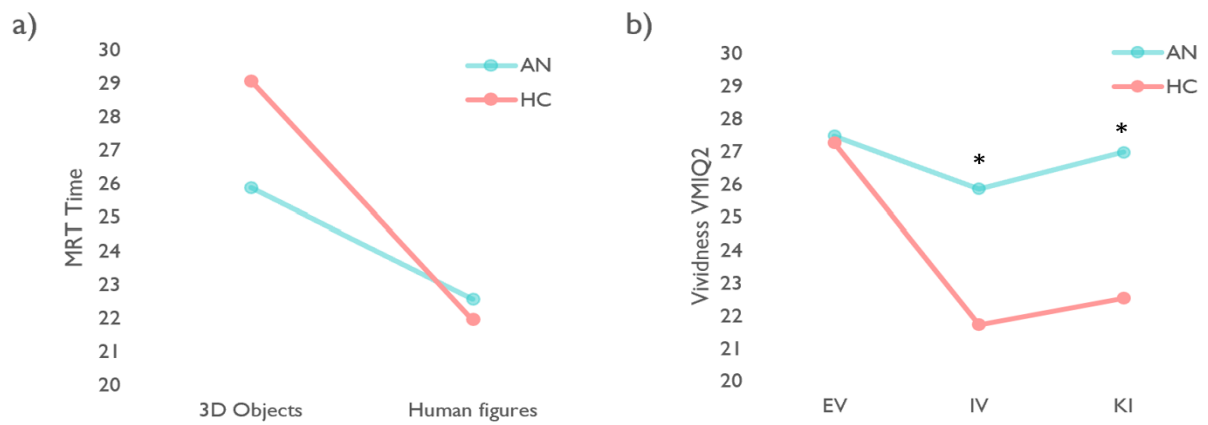 a)
MRT Time
30
29
28
27
26
25
24
23
22
21
20
3D Objects
Human figures
AN
HC
b)
Vividness VMIQ2
30
29
28
27
26
25
24
23
22
21
20
EV
IV
KI
AN
HC
*
*